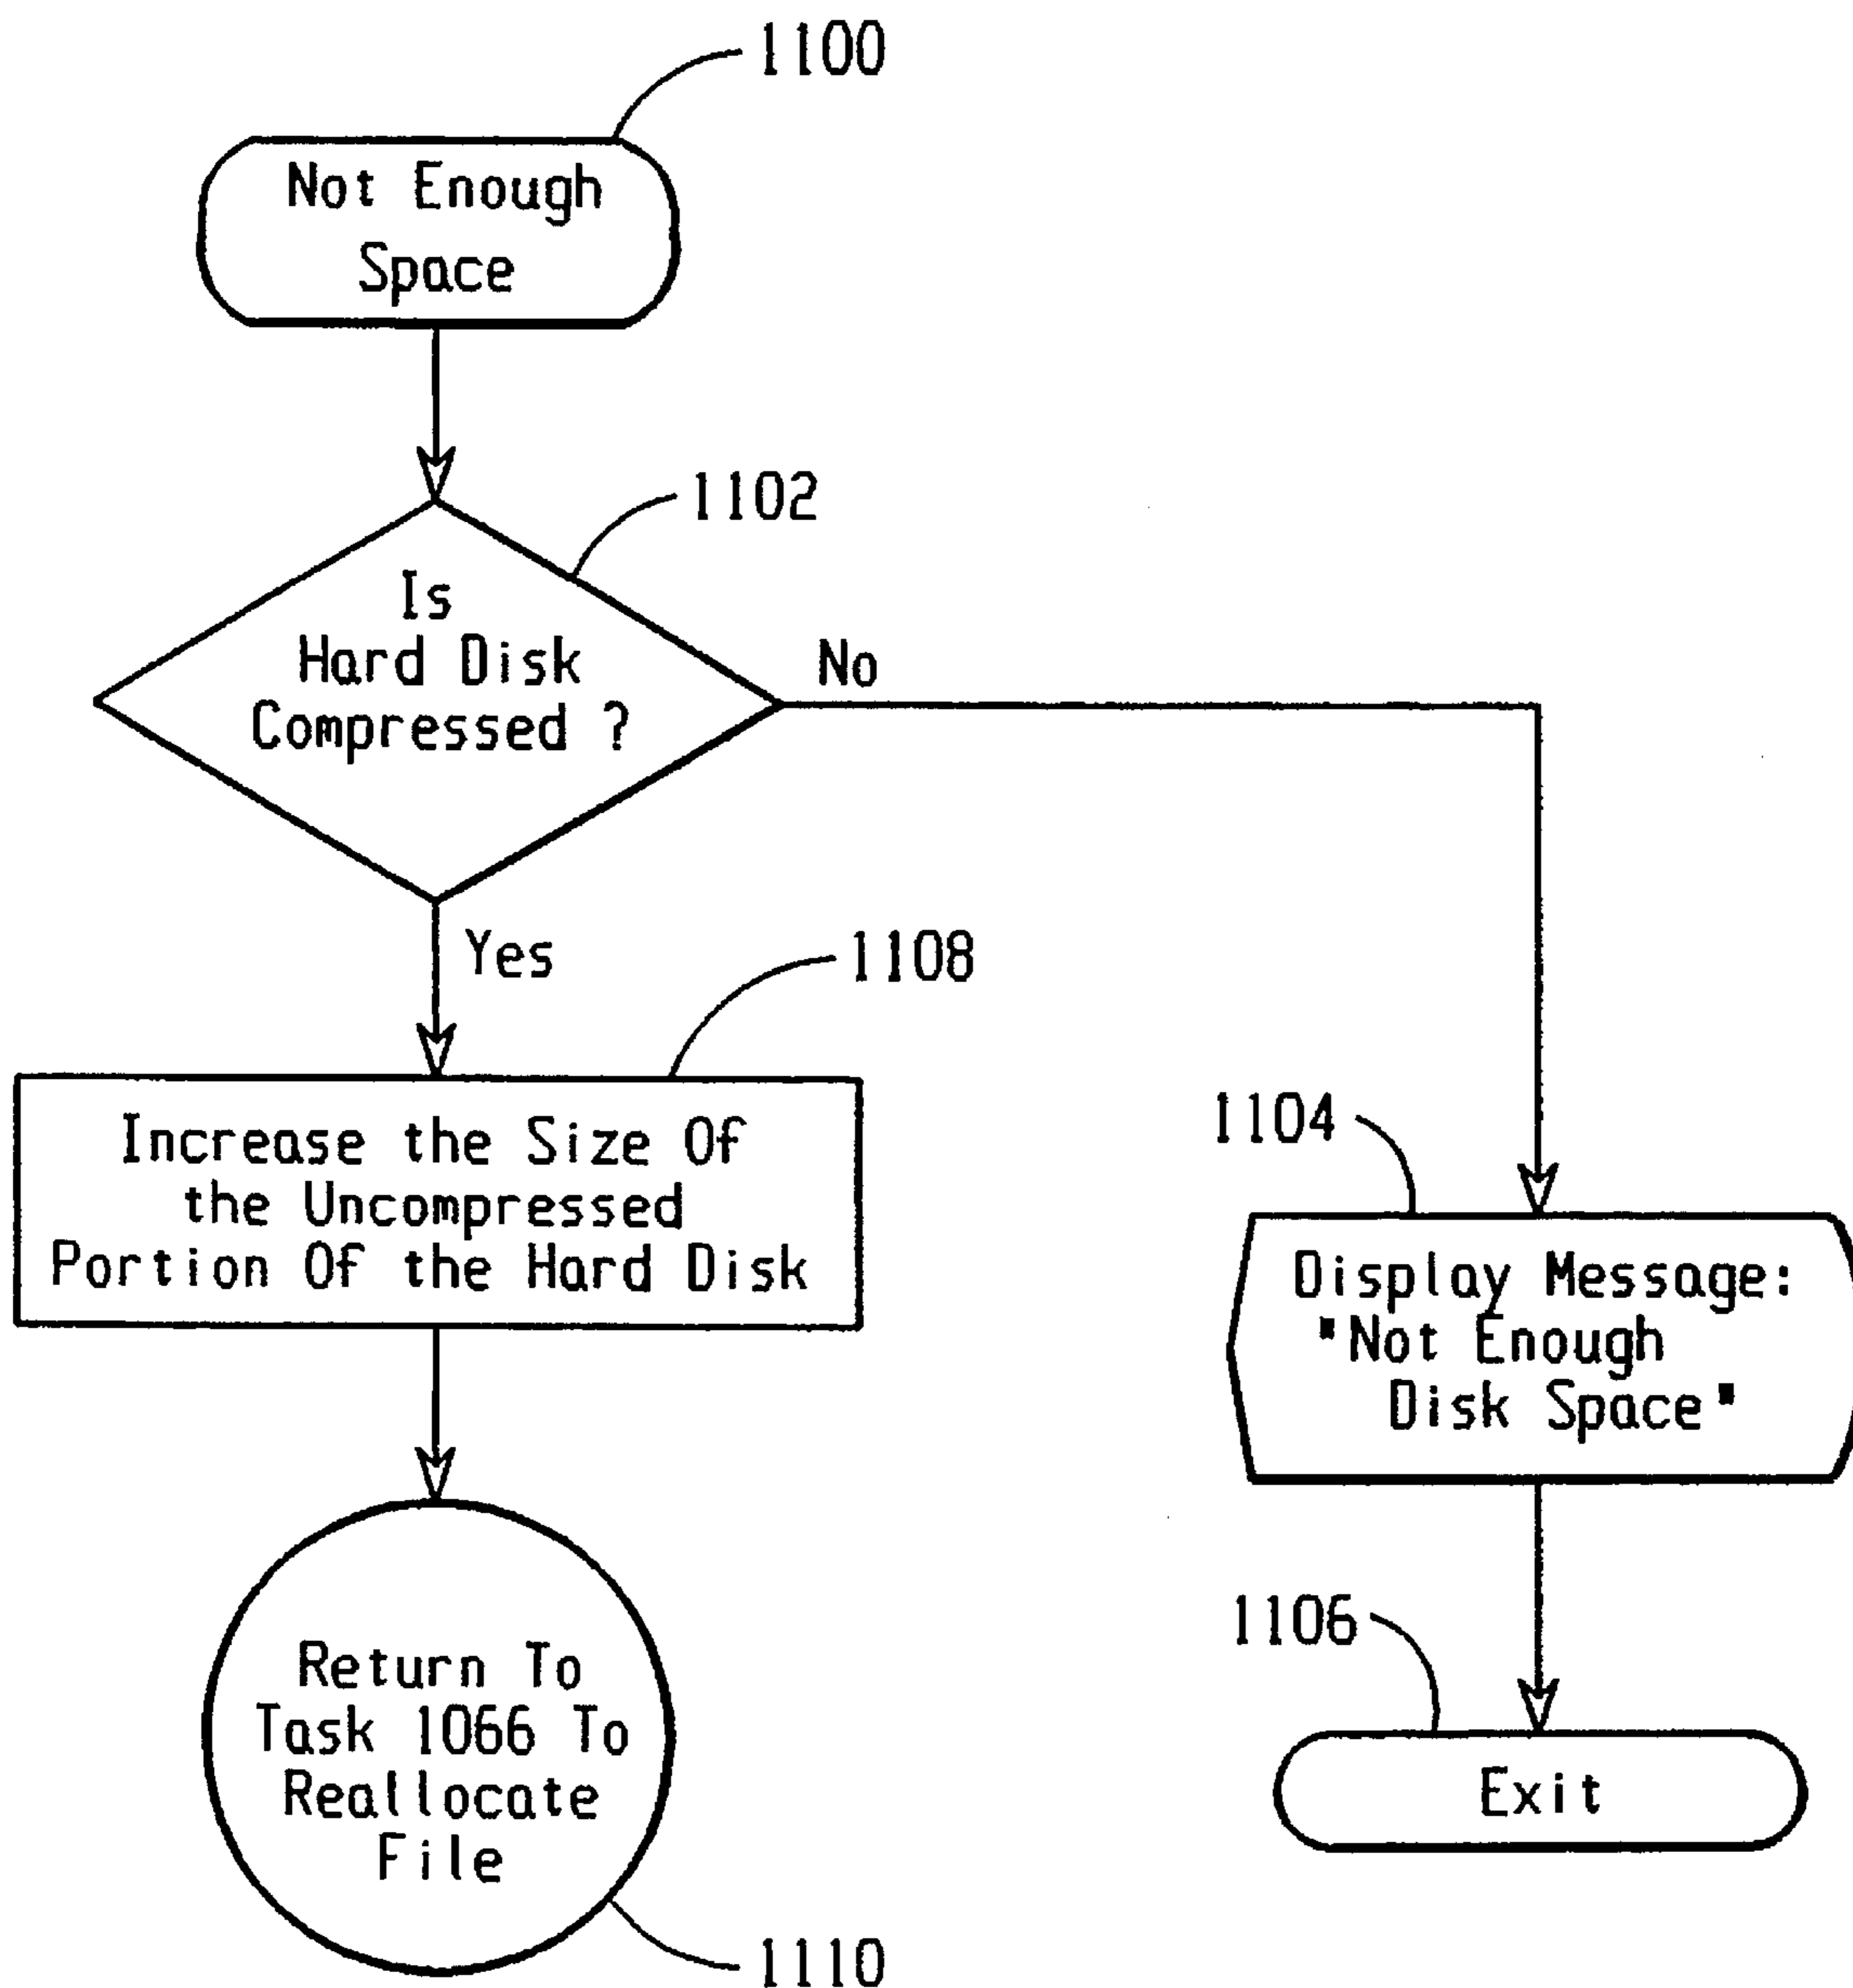 1100
Not Enough
Space
1102
Is
Hard Disk
Compressed ?
No
Yes
1108
Increase the Size Of
the Uncompressed
Portion Of the Hard Disk
1104
Display Message:
"Not Enough
Disk Space"
1106
Exit
Return To
Task 1066 To
Reallocate
File
1110